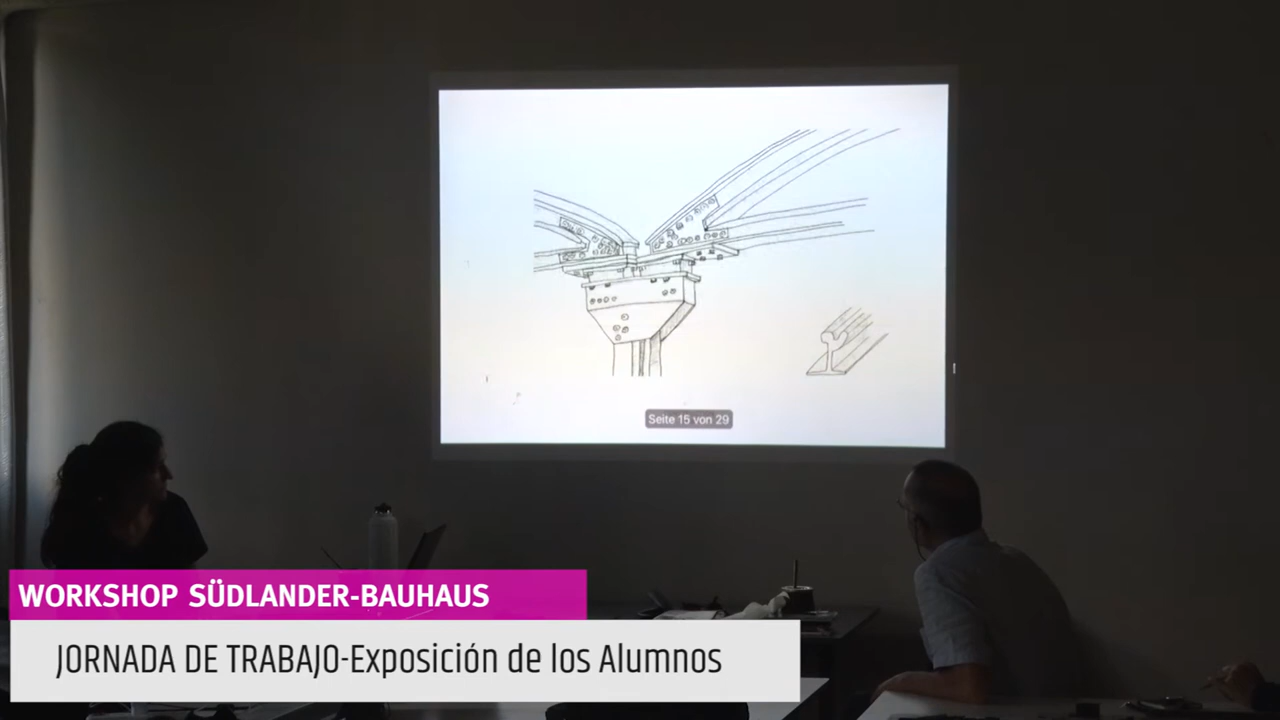 Seite 15 von 29
WORKSHOP SÜDLANDER-BAUHAUS
JORNADA DE TRABAJO-Exposición de los Alumnos